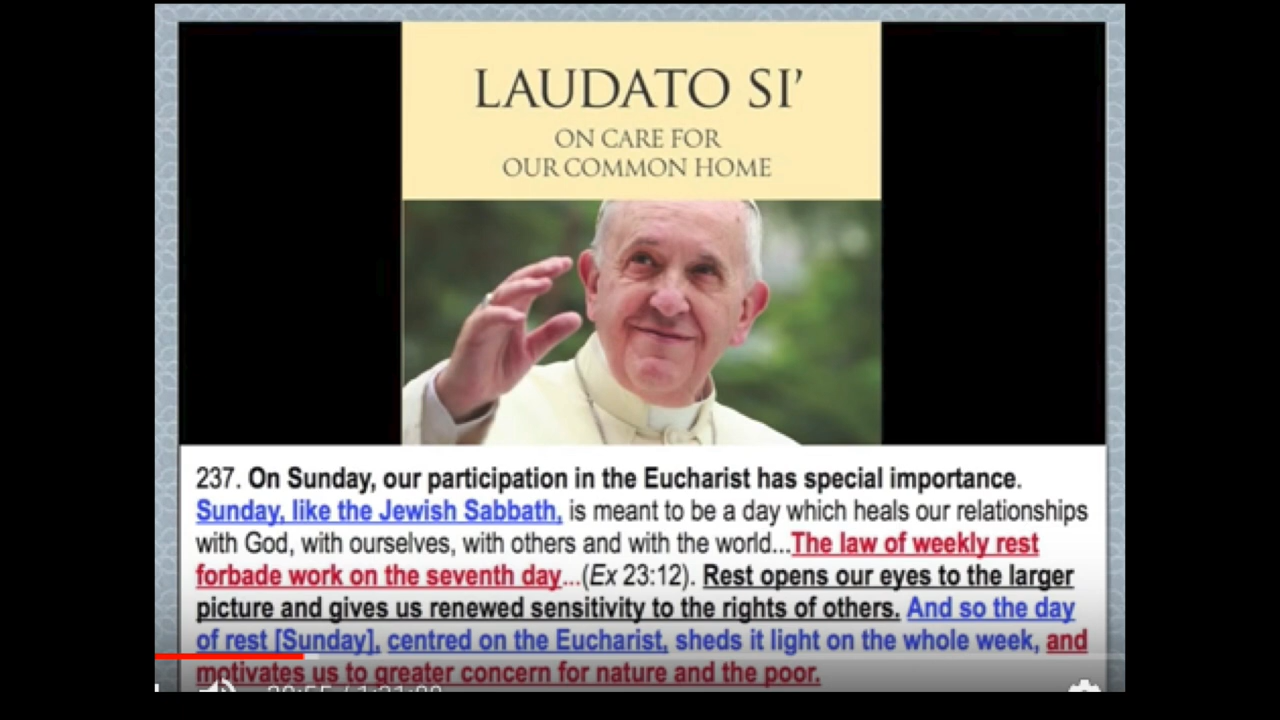 LAUDATO SI’
ON CARE FOR
OUR COMMON HOME
237. On Sunday, our participation in the Eucharist has special importance.
Sunday, like the Jewish Sabbath, is meant to be a day which heals our relationships
with God, with ourselves, with others and with the world...The law of weekly rest
forbade work on the seventh day...(Ex 23:12). Rest opens our eyes to the larger
picture and gives us renewed sensitivity to the rights of others. And so the day
of rest [Sunday], centred on the Eucharist, sheds it light on the whole week, and
motivates us to greater concern for nature and the poor.